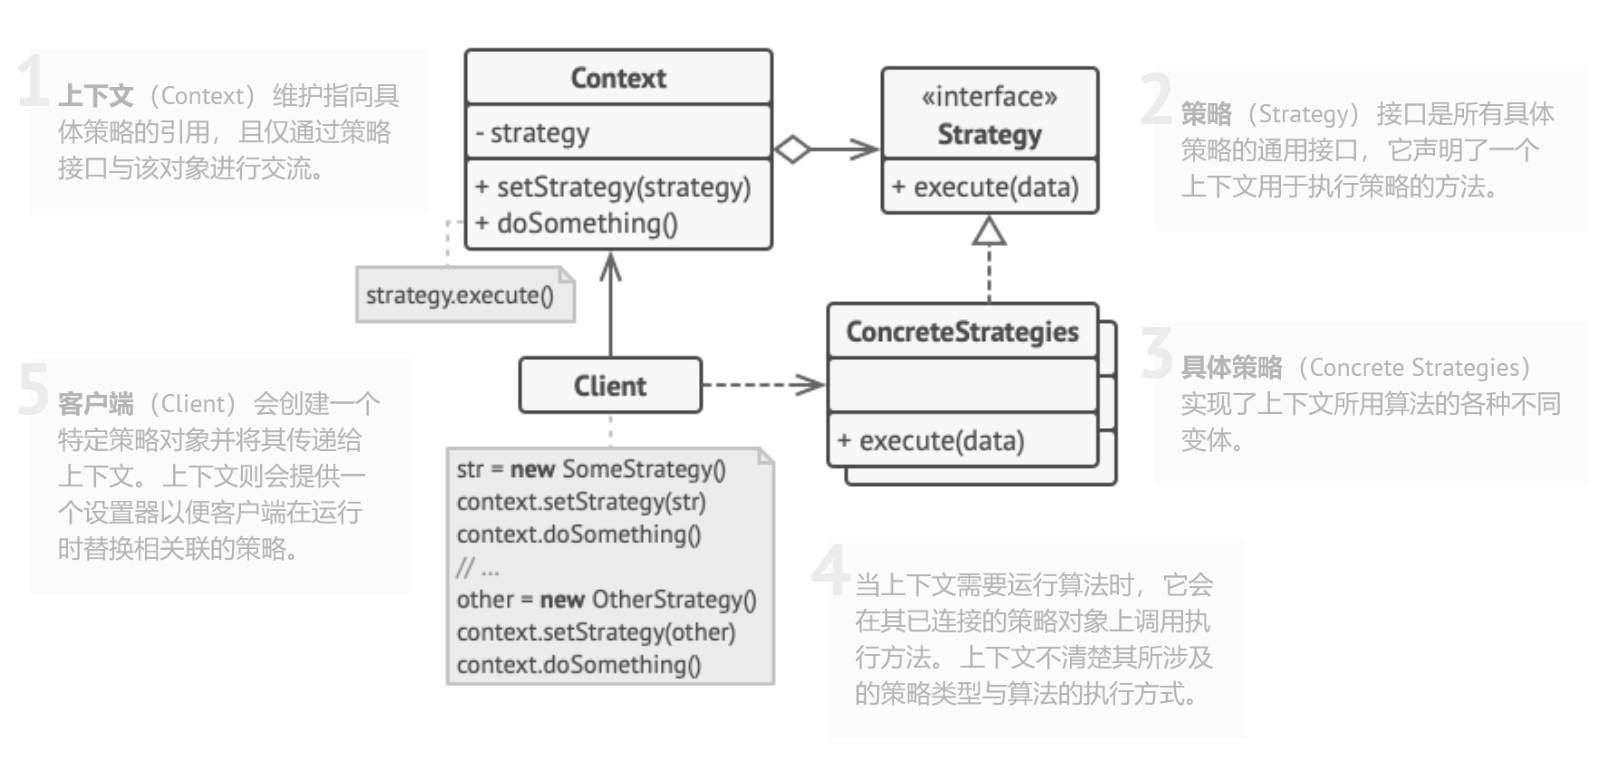 1
上下文（Context） 维护指向具
体策略的引用，且仅通过策略
接口与该对象进行交流。
Context
- strategy
+ setStrategy(strategy)
+ doSomething()
strategy.execute()
«interface»
Strategy
+ execute(data)
2
策略（Strategy） 接口是所有具体
策略的通用接口，它声明了一个
上下文用于执行策略的方法。
ConcreteStrategies
+ execute(data)
3
具体策略（Concrete Strategies）
实现了上下文所用算法的各种不同
变体。
5
客户端（Client） 会创建一个
特定策略对象并将其传递给
上下文。 上下文则会提供一
个设置器以便客户端在运行
时替换相关联的策略。
Client
str = new SomeStrategy()
context.setStrategy(str)
context.doSomething()
// ...
other = new OtherStrategy()
context.setStrategy(other)
context.doSomething()
4
当上下文需要运行算法时，它会
在其已连接的策略对象上调用执
行方法。 上下文不清楚其所涉及
的策略类型与算法的执行方式。